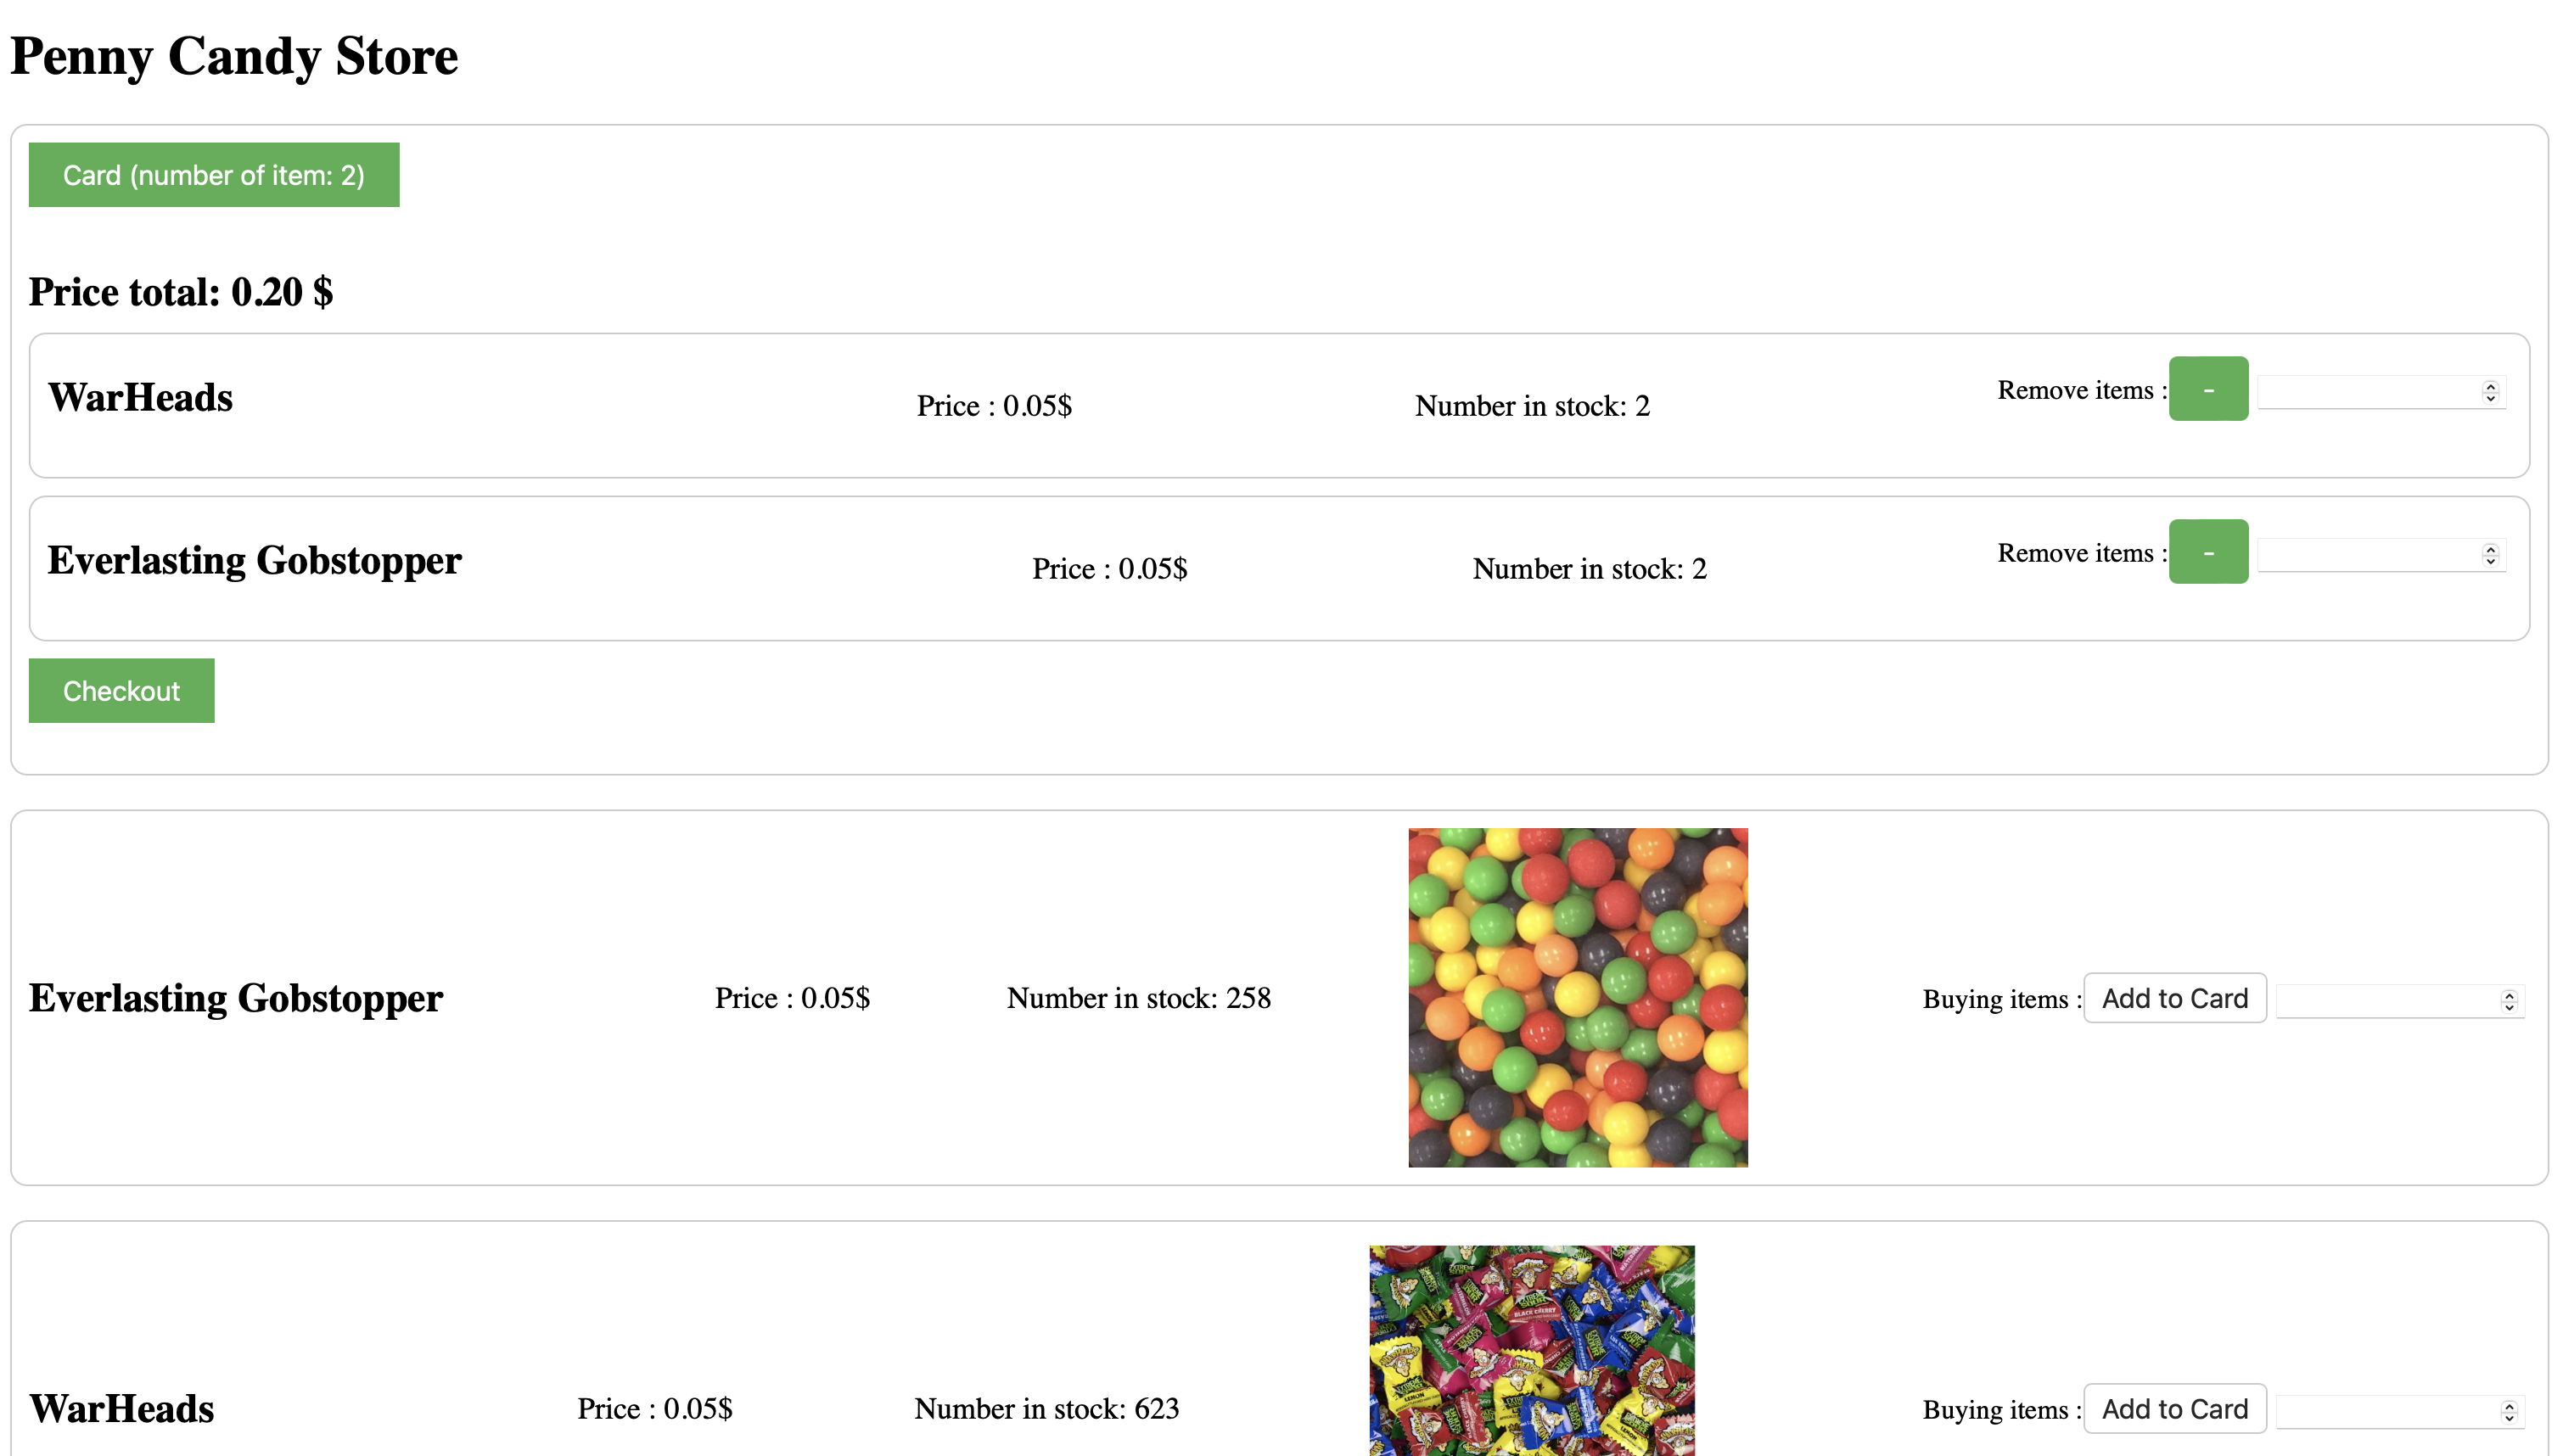 Penny Candy Store
Card (number of item: 2)
Price total: 0.20 $
WarHeads Price : 0.05$ Number in stock: 2 Remove items : -
Everlasting Gobstopper Price : 0.05$ Number in stock: 2 Remove items : -
Checkout
Everlasting Gobstopper Price : 0.05$ Number in stock: 258 Buying items : Add to Card
BLACK CHERRY
LEMON
WarHeads Price : 0.05$ Number in stock: 623 Buying items : Add to Card